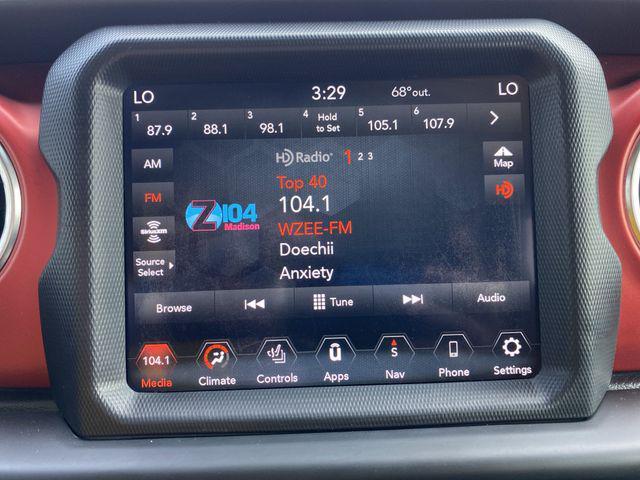 LO 3:29 68° out. LO
1 87.9 2 88.1 3 98.1 4 Hold to Set 5 105.1 6 107.9
AM HD Radio 1 2 3 Map
FM Top 40 HD
Z104 Madison 104.1
SiriusXM WZEE-FM
Doechii
Source Select Anxiety
Browse Tune Audio
104.1 U S
Media Climate Controls Apps Nav Phone Settings